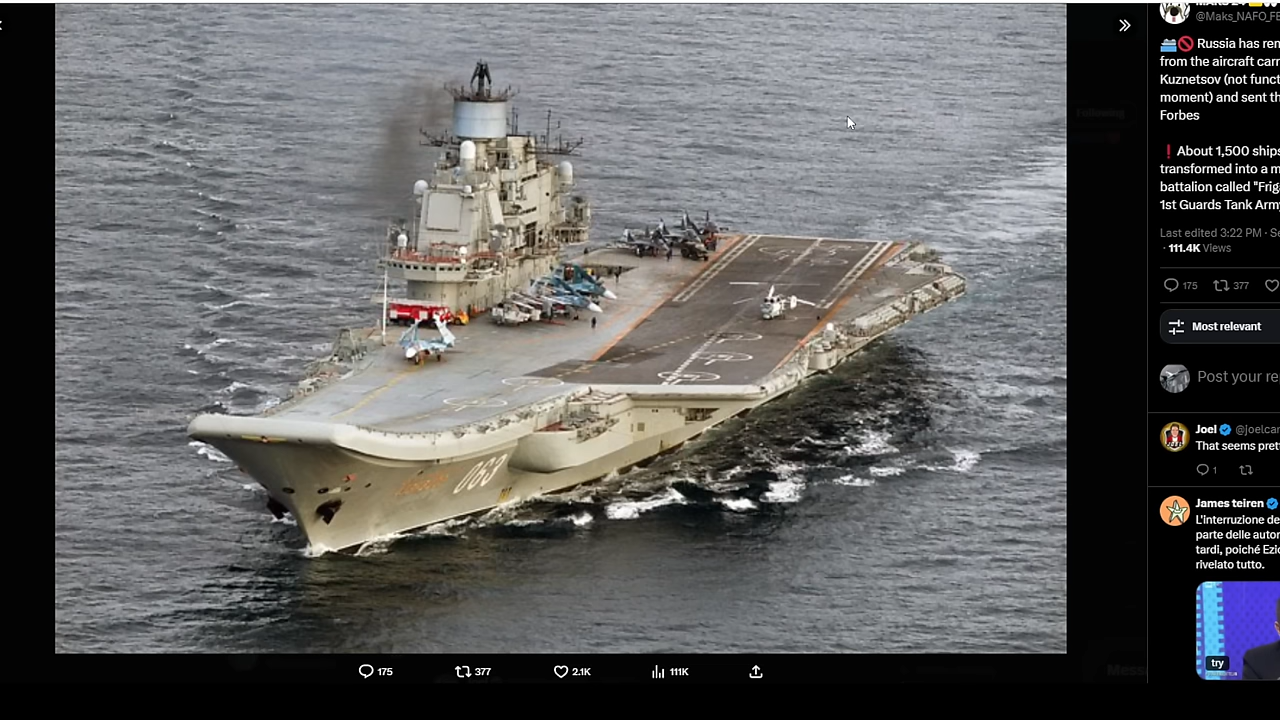 063
175
377
2.1K
111K
@Maks_NAFO_FE
Russia has ren
from the aircraft carr
Kuznetsov (not funct
moment) and sent th
Forbes
About 1,500 ships
transformed into a m
battalion called "Frig
1st Guards Tank Arm
Last edited 3:22 PM · Se
· 111.4K Views
175
377
Most relevant
Post your re
Joel @joelcar
That seems pret
1
James teiren
L'interruzione de
parte delle autor
tardi, poiché Ezio
rivelato tutto.
try